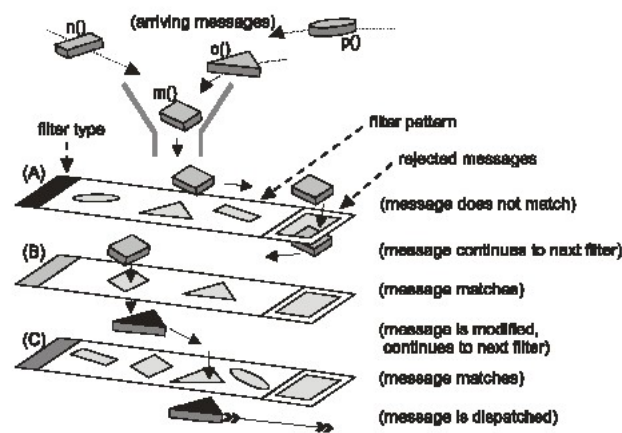 n()
(arriving messages)
p()
o()
m()
filter type
filter pattern
rejected messages
(A)
(message does not match)
(B)
(message continues to next filter)
(message matches)
(message is modified,
continues to next filter)
(C)
(message matches)
(message is dispatched)